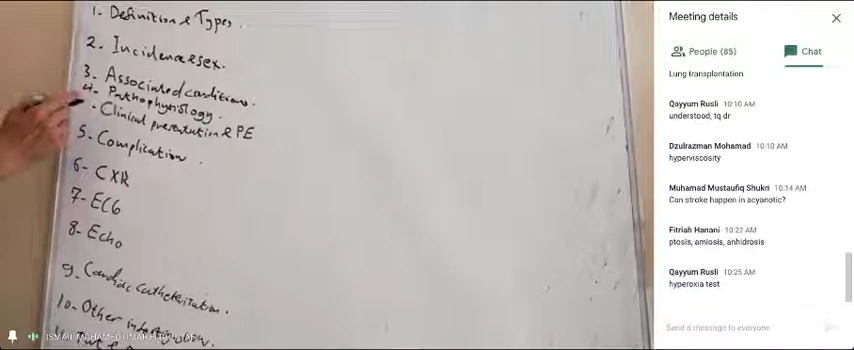 1. Definition & Types.
2. Incidence & sex.
3- Associated conditions.
4- Pathophysiology.
. Clinical presentation & PE
5- Complication.
6- CXR
7- ECG
8- Echo
9. Cardiac catheterization.
10- Other
ISMAIL MOHAMED OMAR
Meeting details
People (85)
Chat
Lung transplantation
Qayyum Rusli 10:10 AM
understood, tq dr
Dzulrazman Mohamad 10:10 AM
hyperviscosity
Muhamad Mustaufiq Shukri 10:14 AM
Can stroke happen in acyanotic?
Fitriah Hanani 10:22 AM
ptosis, amiosis, anhidrosis
Qayyum Rusli 10:25 AM
hyperoxia test
Send a message to everyone